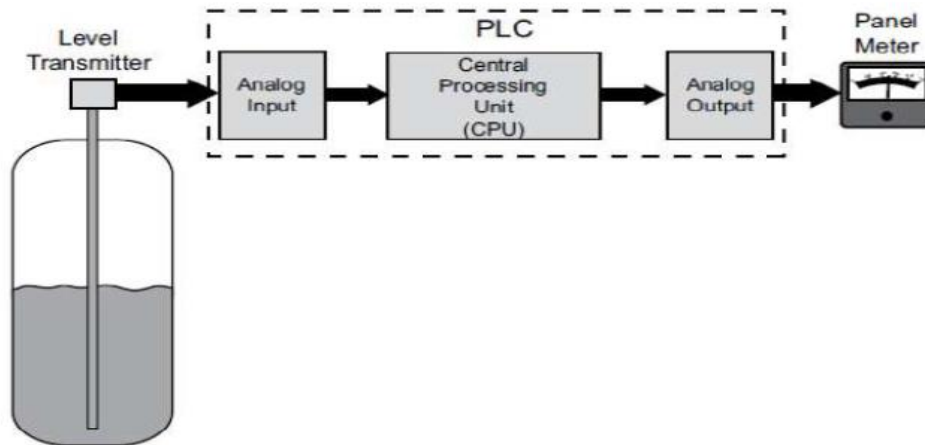 Level
Transmitter
PLC
Analog
Input
Central
Processing
Unit
(CPU)
Analog
Output
Panel
Meter